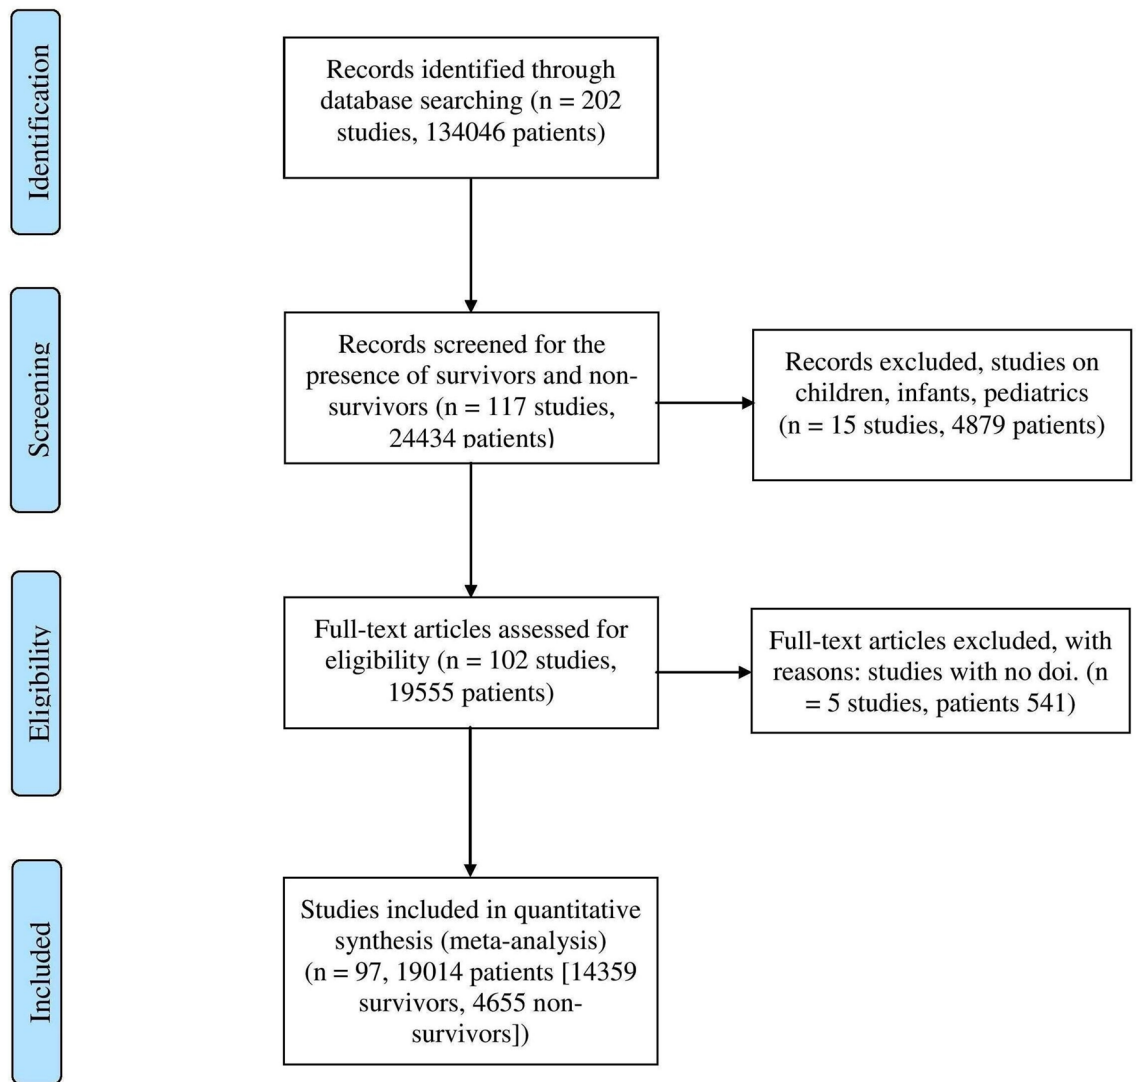 Identification
Records identified through
database searching (n = 202
studies, 134046 patients)
Screening
Records screened for the
presence of survivors and non-
survivors (n = 117 studies,
24434 patients)
Records excluded, studies on
children, infants, pediatrics
(n = 15 studies, 4879 patients)
Eligibility
Full-text articles assessed for
eligibility (n = 102 studies,
19555 patients)
Full-text articles excluded, with
reasons: studies with no doi. (n
= 5 studies, patients 541)
Included
Studies included in quantitative
synthesis (meta-analysis)
(n = 97, 19014 patients [14359
survivors, 4655 non-
survivors])